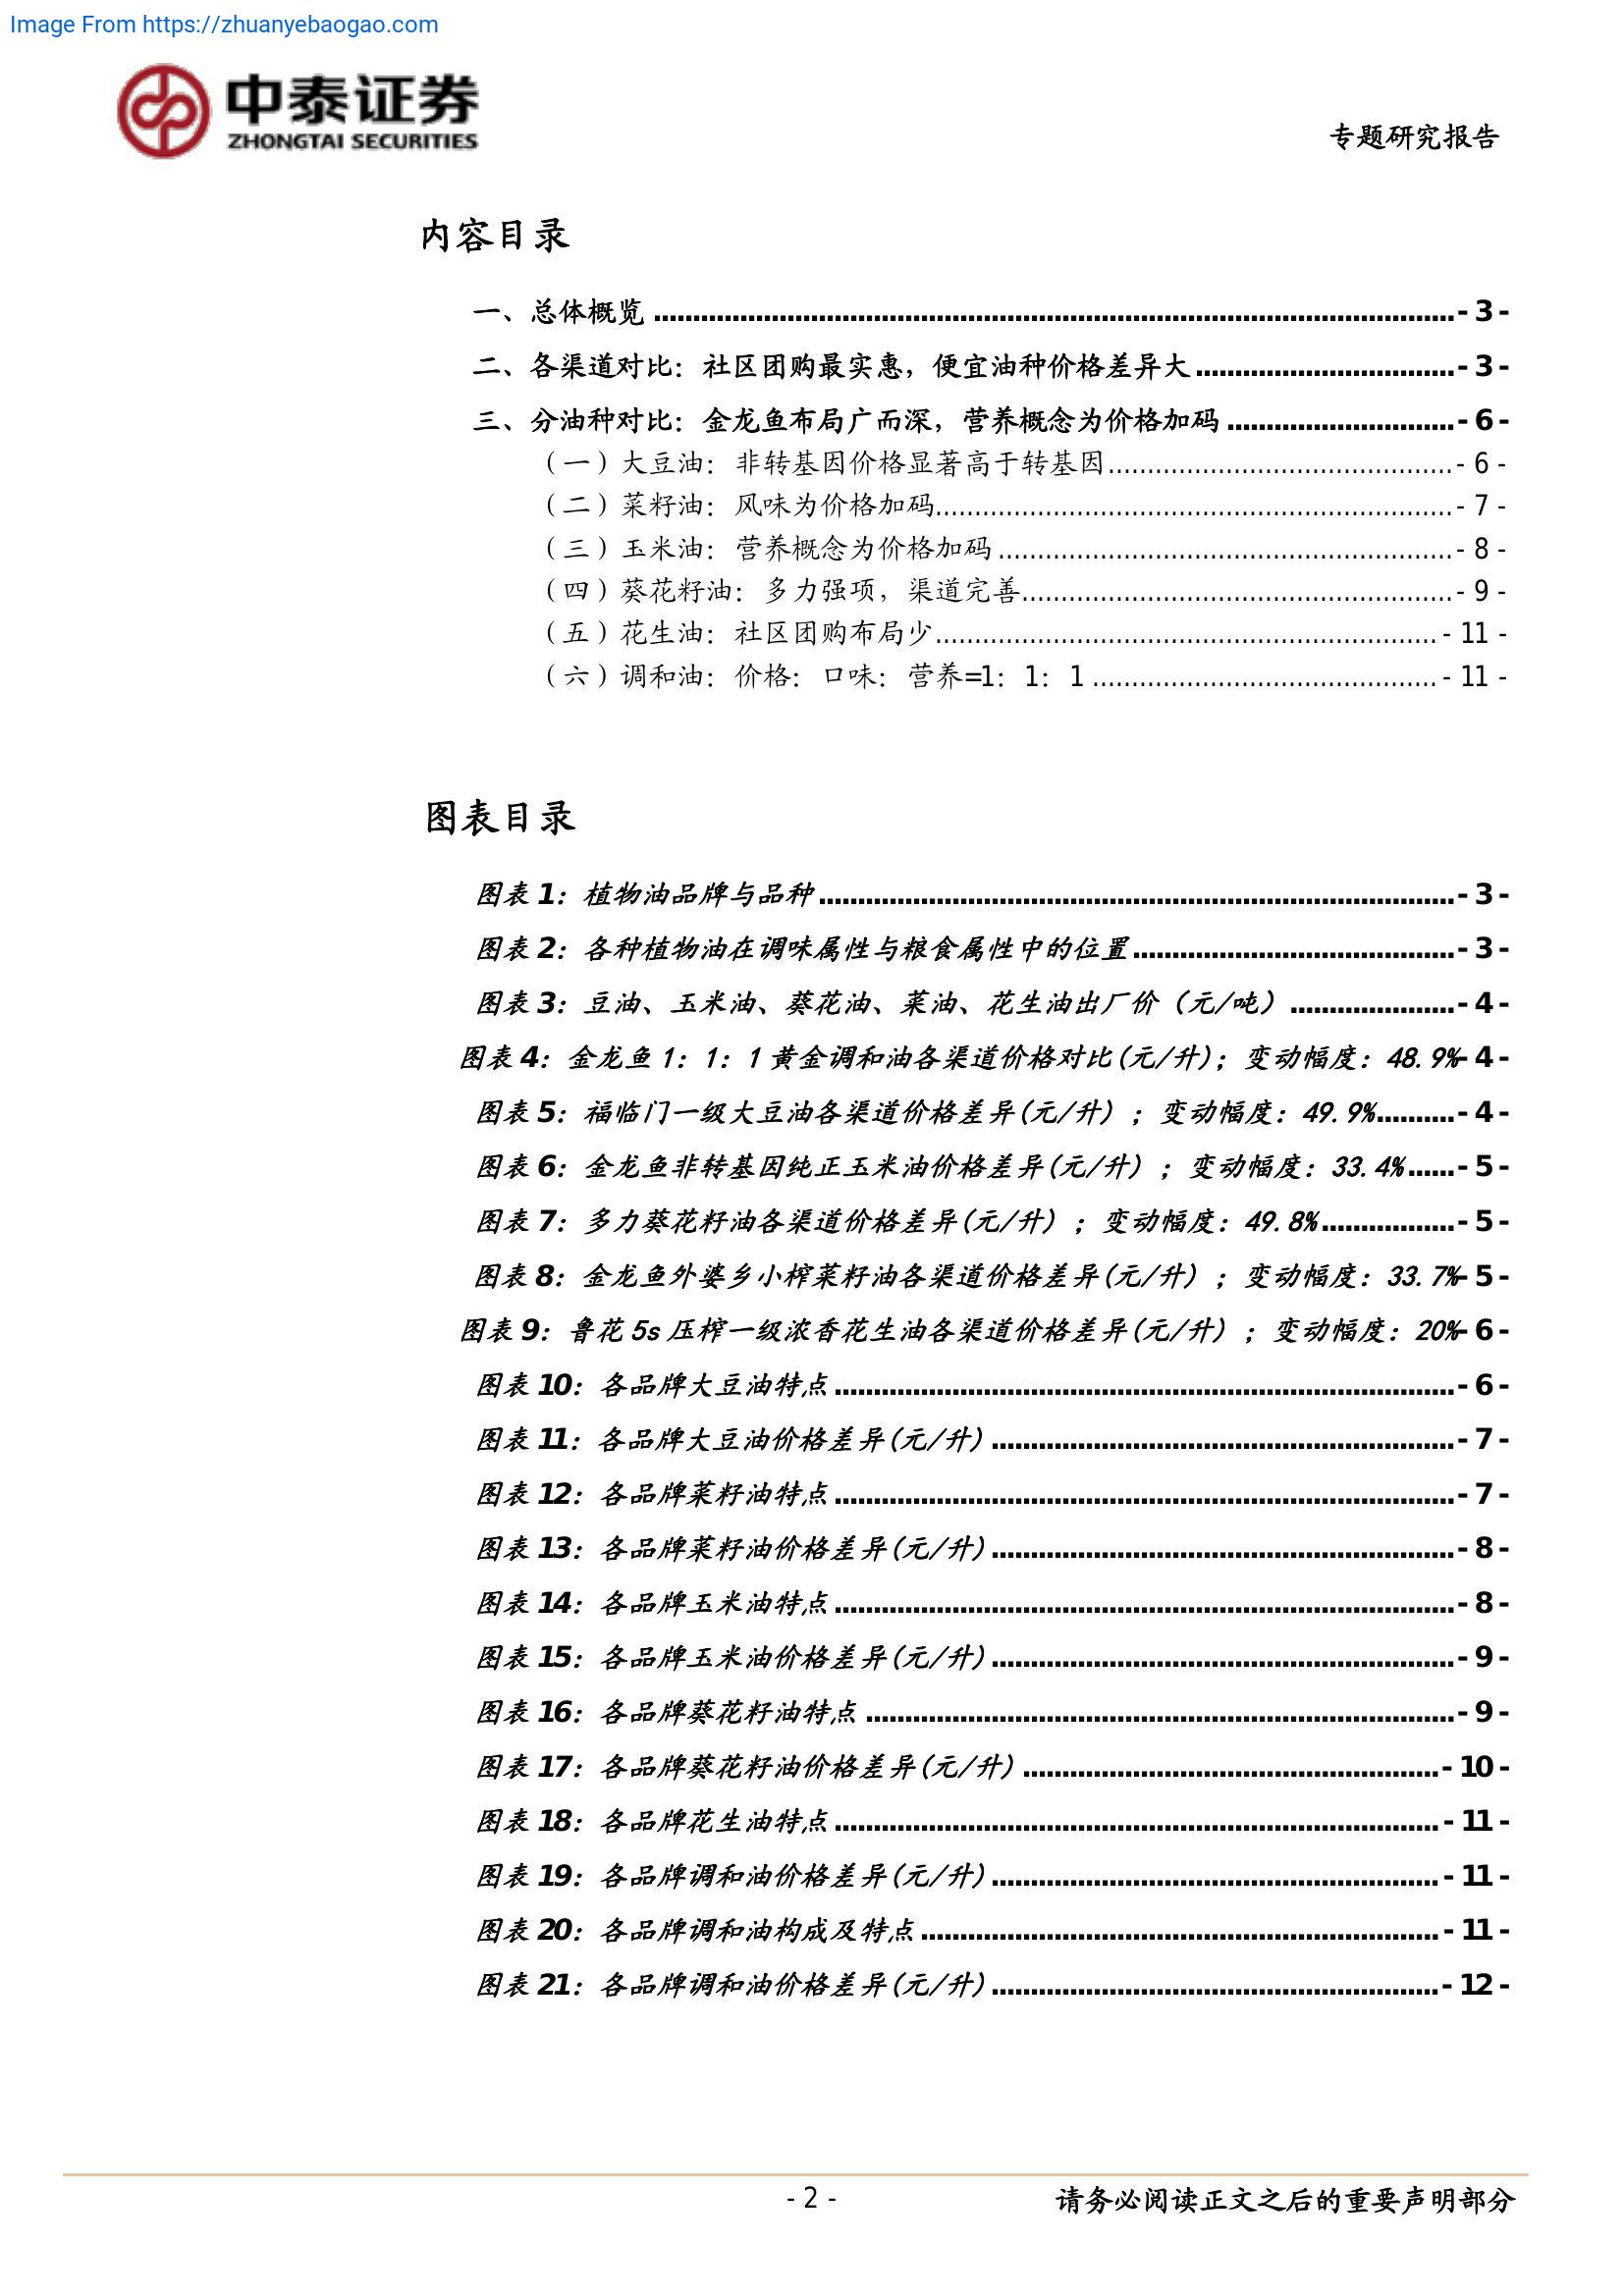 Image From https://zhuanyebaogao.com
中泰证券
ZHONGTAI SECURITIES
专题研究报告
内容目录
一、总体概览 ........................................................................................................ - 3 -
二、各渠道对比：社区团购最实惠，便宜油种价格差异大 ................................. - 3 -
三、分油种对比：金龙鱼布局广而深，营养概念为价格加码 ............................. - 6 -
（一）大豆油：非转基因价格显著高于转基因............................................ - 6 -
（二）菜籽油：风味为价格加码.................................................................. - 7 -
（三）玉米油：营养概念为价格加码 .......................................................... - 8 -
（四）葵花籽油：多力强项，渠道完善....................................................... - 9 -
（五）花生油：社区团购布局少................................................................ - 11 -
（六）调和油：价格：口味：营养=1：1：1 ............................................ - 11 -
图表目录
图表 1：植物油品牌与品种 ................................................................................. - 3 -
图表 2：各种植物油在调味属性与粮食属性中的位置 ......................................... - 3 -
图表 3：豆油、玉米油、葵花油、菜油、花生油出厂价（元/吨） ..................... - 4 -
图表 4：金龙鱼 1：1：1 黄金调和油各渠道价格对比(元/升)；变动幅度：48.9%- 4 -
图表 5：福临门一级大豆油各渠道价格差异(元/升) ；变动幅度：49.9%.......... - 4 -
图表 6：金龙鱼非转基因纯正玉米油价格差异(元/升) ；变动幅度：33.4% ...... - 5 -
图表 7：多力葵花籽油各渠道价格差异(元/升) ；变动幅度：49.8% ................. - 5 -
图表 8：金龙鱼外婆乡小榨菜籽油各渠道价格差异(元/升) ；变动幅度：33.7%- 5 -
图表 9：鲁花 5s 压榨一级浓香花生油各渠道价格差异(元/升) ；变动幅度：20%- 6 -
图表 10：各品牌大豆油特点 ............................................................................... - 6 -
图表 11：各品牌大豆油价格差异(元/升) ........................................................... - 7 -
图表 12：各品牌菜籽油特点 ............................................................................... - 7 -
图表 13：各品牌菜籽油价格差异(元/升) ........................................................... - 8 -
图表 14：各品牌玉米油特点 ............................................................................... - 8 -
图表 15：各品牌玉米油价格差异(元/升) ........................................................... - 9 -
图表 16：各品牌葵花籽油特点 ........................................................................... - 9 -
图表 17：各品牌葵花籽油价格差异(元/升) ..................................................... - 10 -
图表 18：各品牌花生油特点 ............................................................................. - 11 -
图表 19：各品牌调和油价格差异(元/升) ......................................................... - 11 -
图表 20：各品牌调和油构成及特点 .................................................................. - 11 -
图表 21：各品牌调和油价格差异(元/升) ......................................................... - 12 -
- 2 -
请务必阅读正文之后的重要声明部分